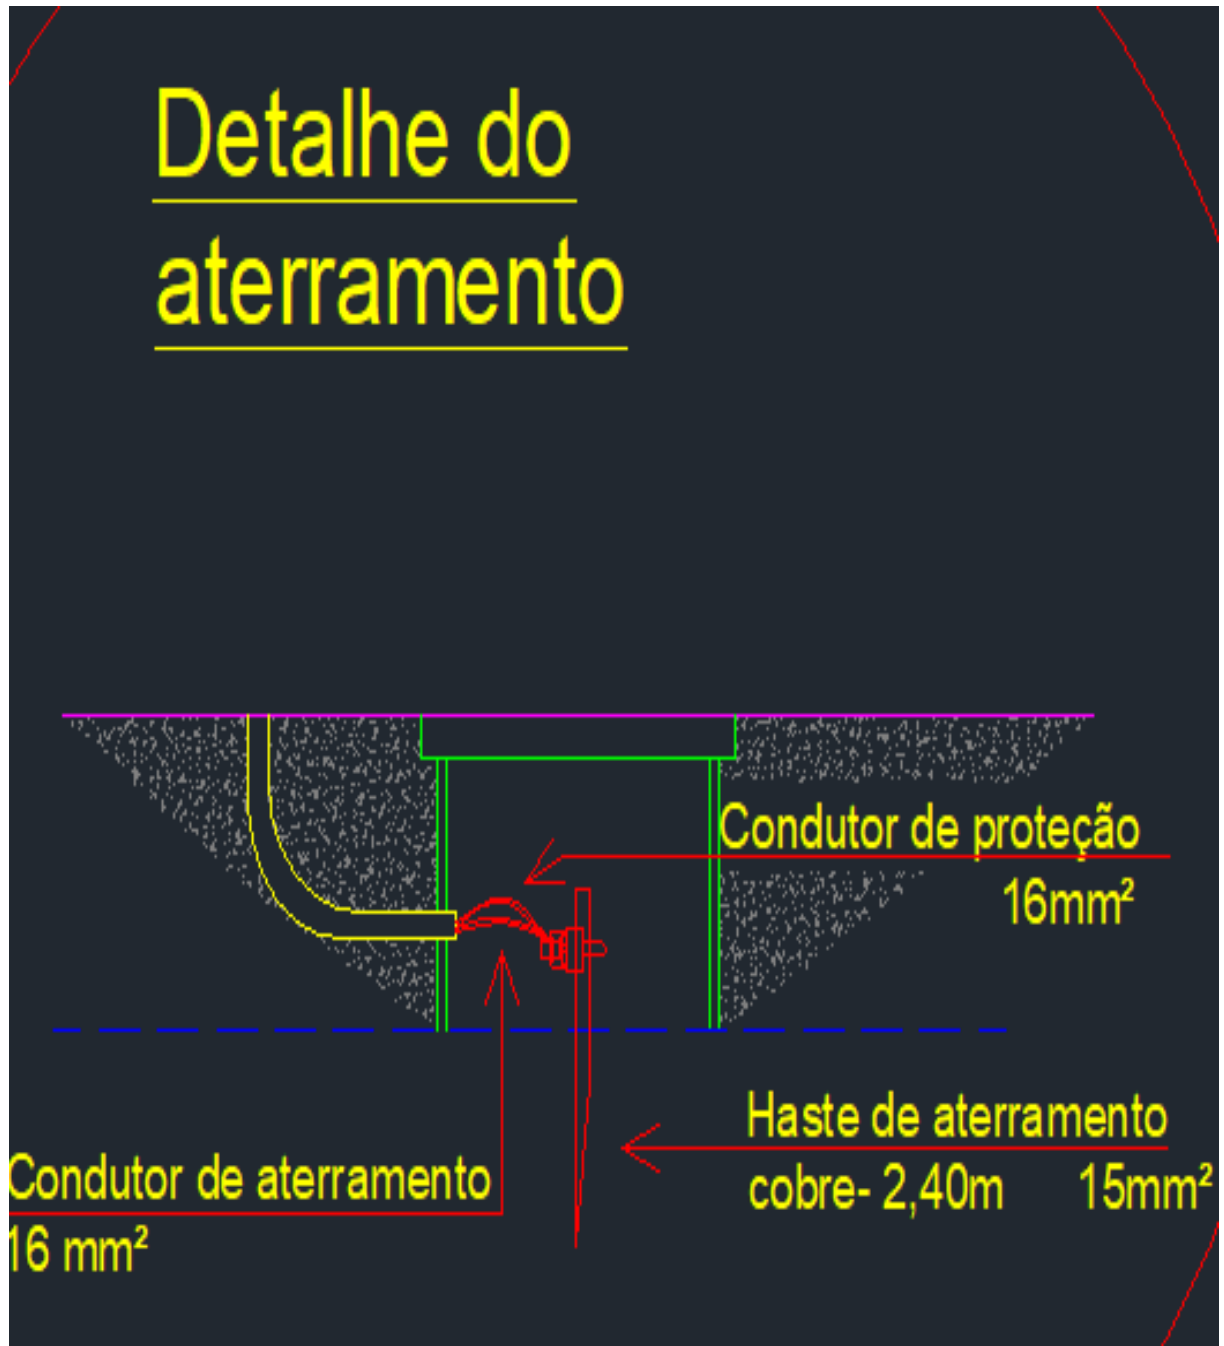 Detalhe do
aterramento
Condutor de proteção
16mm²
Haste de aterramento
cobre- 2,40m 15mm²
Condutor de aterramento
16 mm²